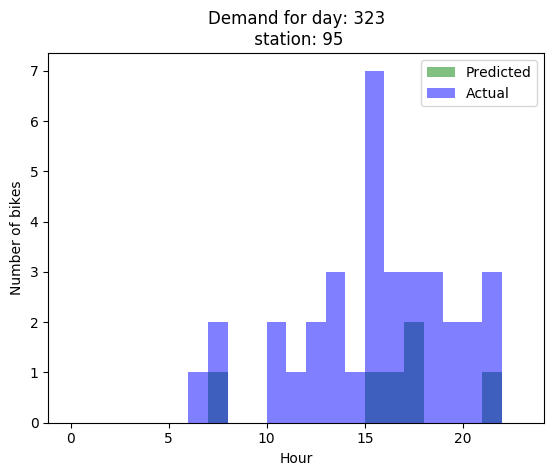 Demand for day: 323
station: 95
Predicted
Actual
Number of bikes
7
6
5
4
3
2
1
0
0 5 10 15 20
Hour